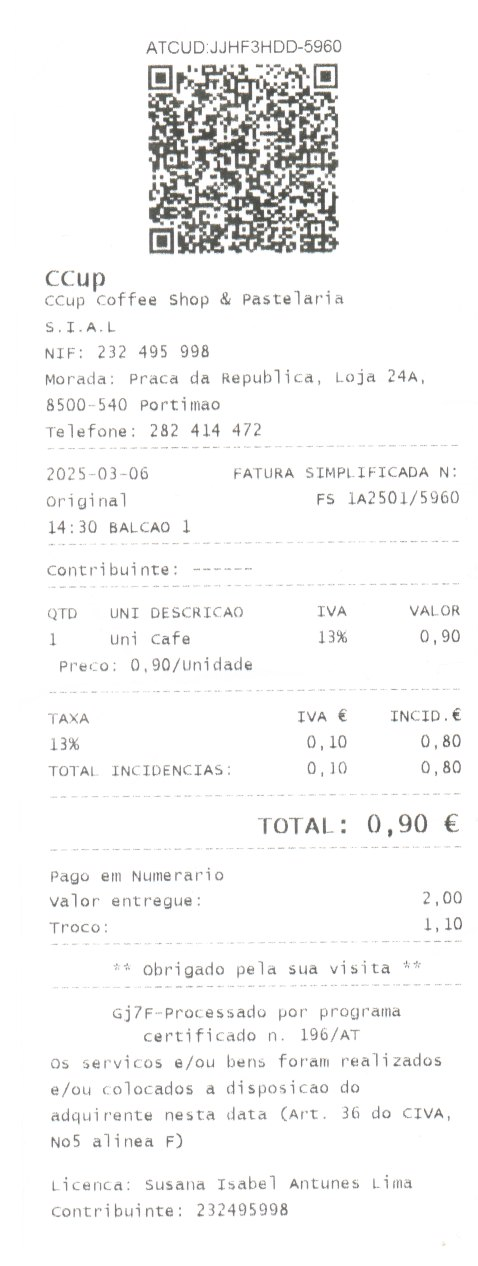 ATCUD:JJHF3HDD-5960
CCup
CCup Coffee Shop & Pastelaria
S.I.A.L
NIF: 232 495 998
Morada: Praca da Republica, Loja 24A,
8500-540 Portimao
Telefone: 282 414 472
2025-03-06 FATURA SIMPLIFICADA N:
Original FS 1A2501/5960
14:30 BALCAO 1
Contribuinte: ------
QTD UNI DESCRICAO IVA VALOR
1 Uni Cafe 13% 0,90
Preco: 0,90/Unidade
TAXA IVA € INCID.€
13% 0,10 0,80
TOTAL INCIDENCIAS: 0,10 0,80
TOTAL: 0,90 €
Pago em Numerario
Valor entregue: 2,00
Troco: 1,10
** Obrigado pela sua visita **
Gj7F-Processado por programa
certificado n. 196/AT
Os servicos e/ou bens foram realizados
e/ou colocados a disposicao do
adquirente nesta data (Art. 36 do CIVA,
No5 alinea F)
Licenca: Susana Isabel Antunes Lima
Contribuinte: 232495998